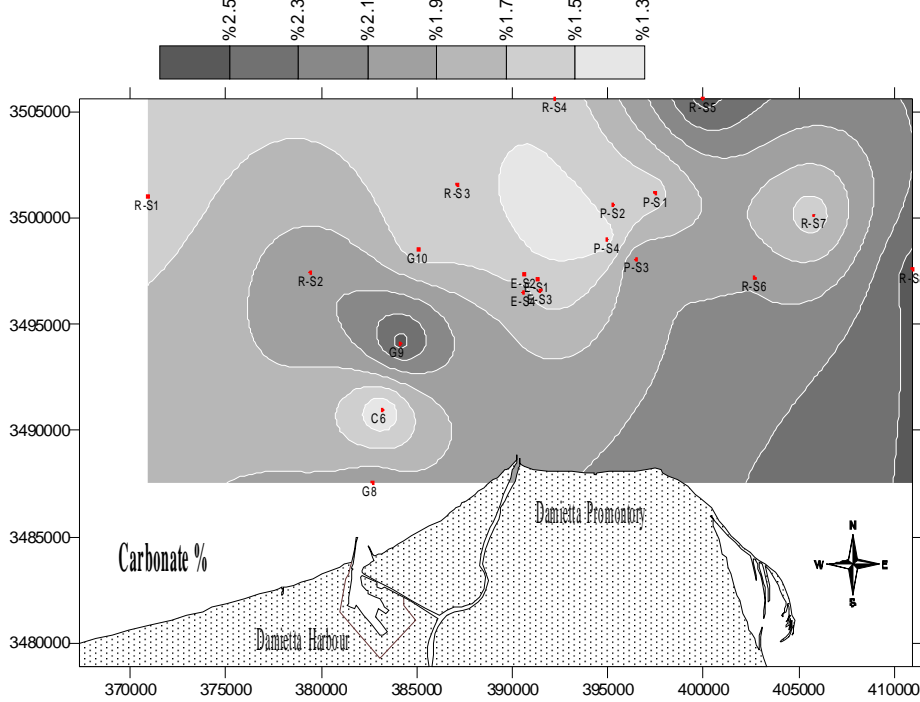 %2.5 %2.3 %2.1 %1.9 %1.7 %1.5 %1.3
3505000
R-S4
R-S5
R-S3
R-S1
P-S1
P-S2
3500000
R-S7
P-S4
G10
P-S3
R-S2
E-S2
E-S1
R-S6
R-S
E-S4
E-S3
3495000
G9
C6
3490000
G8
Damietta Promontory
3485000
Carbonate %
N
W
E
S
Damietta Harbour
3480000
370000 375000 380000 385000 390000 395000 400000 405000 410000